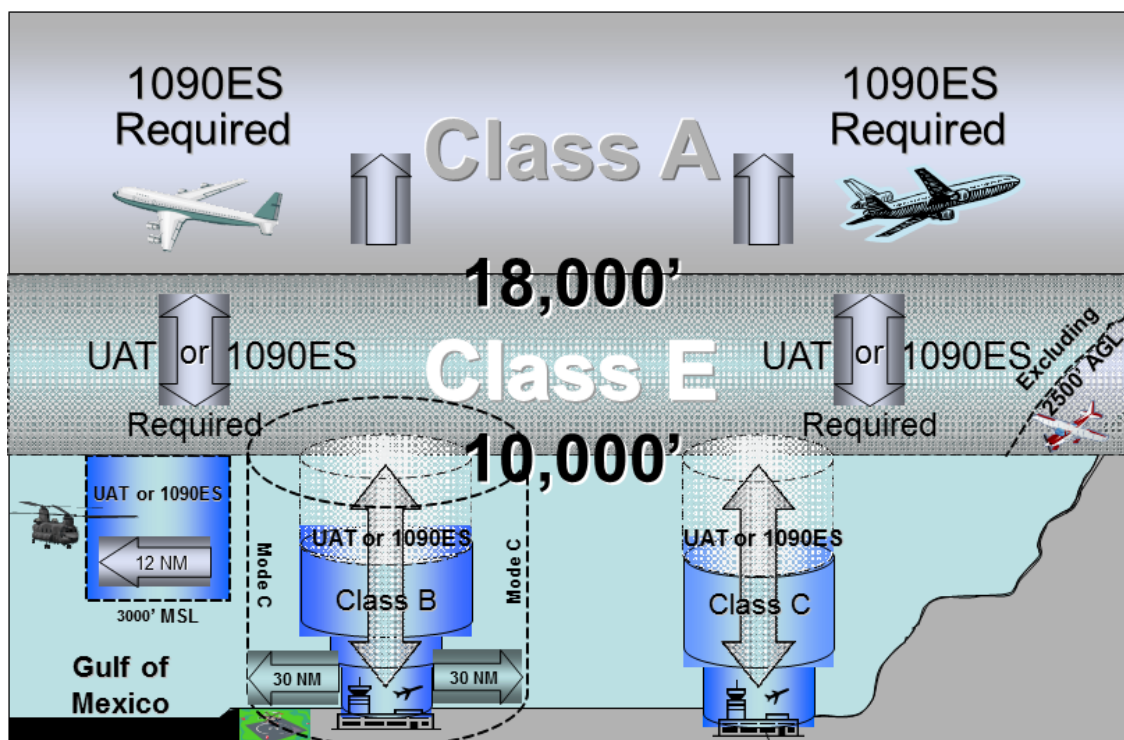 1090ES
Required
1090ES
Required
Class A
18,000’
UAT or 1090ES
Required
Class E
UAT or 1090ES
Required
Excluding
2500’ AGL
10,000’
UAT or 1090ES
12 NM
3000’ MSL
Gulf of
Mexico
Mode C
UAT or 1090ES
Class B
Mode C
30 NM
30 NM
UAT or 1090ES
Class C